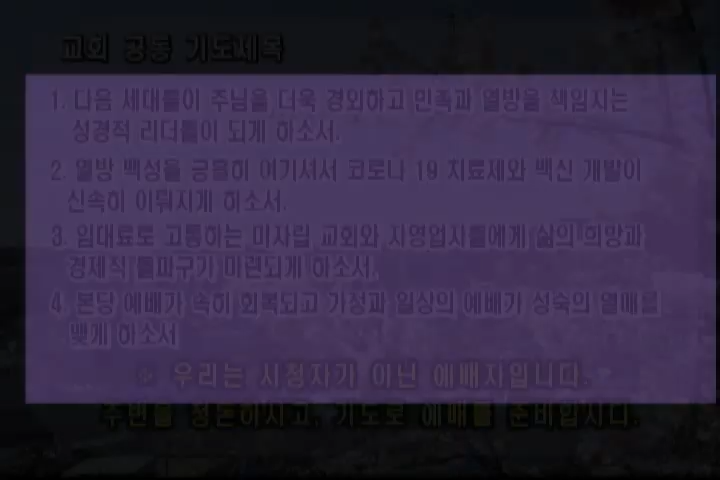 교회 공동 기도제목
1. 다음 세대들이 주님을 더욱 경외하고 민족과 열방을 책임지는
성경적 리더들이 되게 하소서.
2. 열방 백성을 긍휼히 여기셔서 코로나 19 치료제와 백신 개발이
신속히 이뤄지게 하소서.
3. 임대료로 고통하는 미자립 교회와 자영업자들에게 삶의 희망과
경제적 돌파구가 마련되게 하소서.
4 본당 예배가 속히 회복되고 가정과 일상의 예배가 성숙의 열매를
맺게 하소서
우리는 시청자가 아닌 예배자입니다.
주변을 정돈하시고, 기도로 예배를 준비합시다.